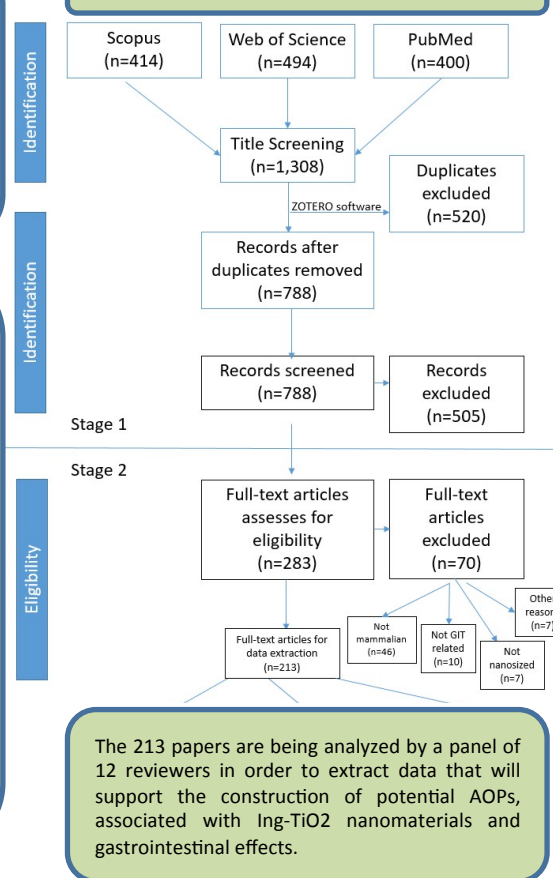 Identification
Scopus
(n=414)
Web of Science
(n=494)
PubMed
(n=400)
Title Screening
(n=1,308)
ZOTERO software
Duplicates
excluded
(n=520)
Identification
Records after
duplicates removed
(n=788)
Records screened
(n=788)
Records
excluded
(n=505)
Stage 1
Stage 2
Eligibility
Full-text articles
assesses for
eligibility
(n=283)
Full-text
articles
excluded
(n=70)
Full-text articles for
data extraction
(n=213)
Not
mammalian
(n=46)
Not GIT
related
(n=10)
Not
nanosized
(n=7)
Other
reason
(n=7)
The 213 papers are being analyzed by a panel of
12 reviewers in order to extract data that will
support the construction of potential AOPs,
associated with Ing-TiO2 nanomaterials and
gastrointestinal effects.